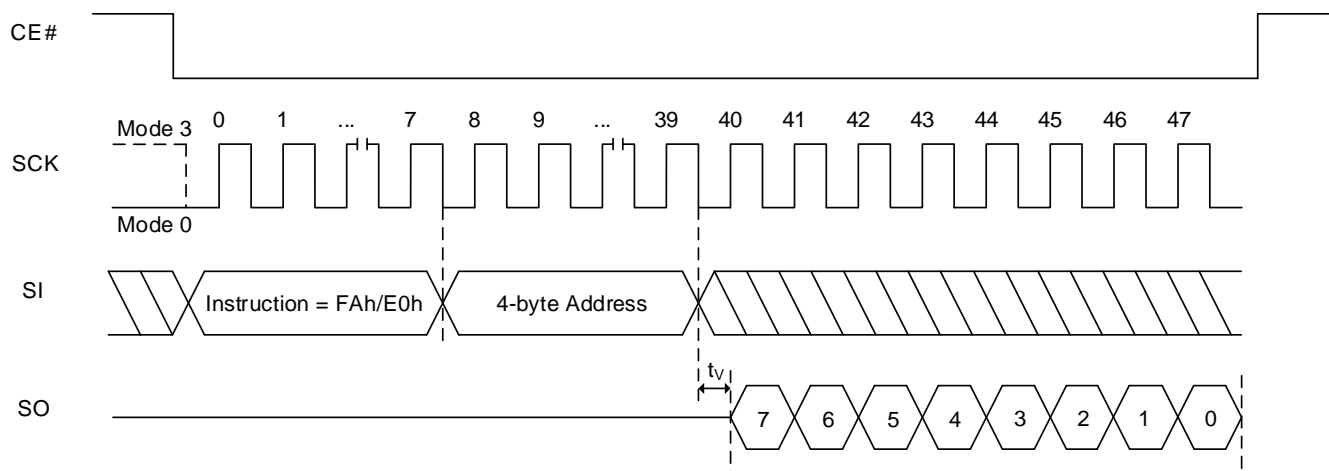 CE#
Mode 3
0 1 ... 7 8 9 ... 39 40 41 42 43 44 45 46 47
SCK
Mode 0
SI
Instruction = FAh/E0h
4-byte Address
tV
SO
7 6 5 4 3 2 1 0